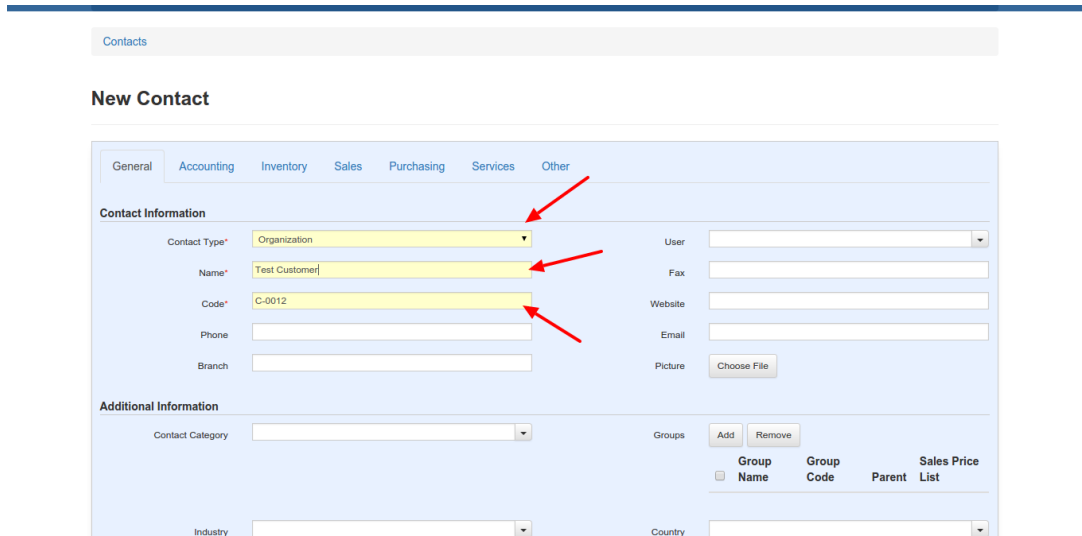 Contacts
New Contact
General Accounting Inventory Sales Purchasing Services Other
Contact Information
Contact Type* Organization User
Name* Test Customer Fax
Code* C-0012 Website
Phone Email
Branch Picture Choose File
Additional Information
Contact Category Groups Add Remove
Group Name Group Code Parent Sales Price List
Industry Country